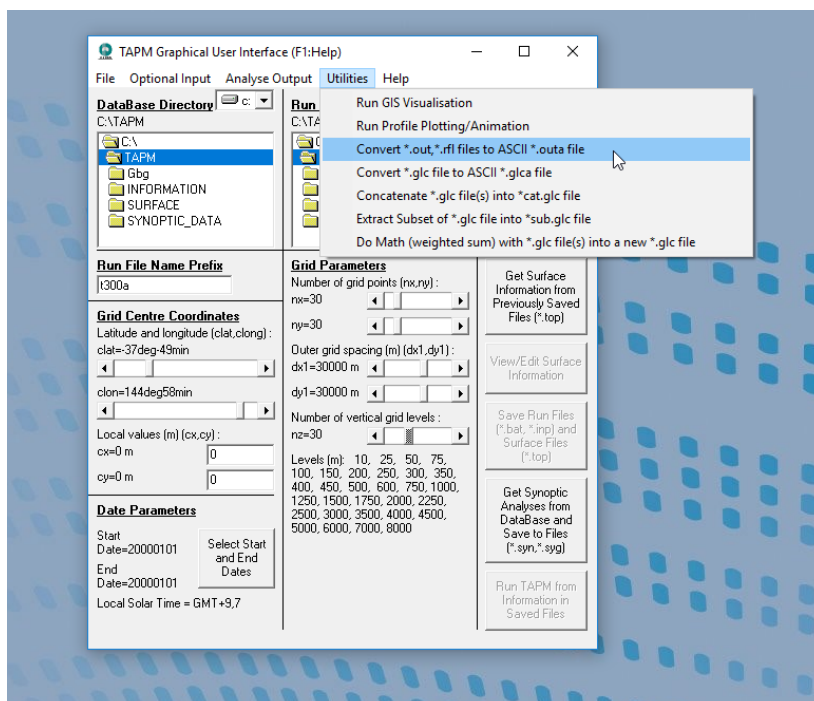 TAPM Graphical User Interface (F1:Help)
File Optional Input Analyse Output Utilities Help
Run GIS Visualisation
Run Profile Plotting/Animation
Convert *.out,*.rfl files to ASCII *.outa file
Convert *.glc file to ASCII *.glca file
Concatenate *.glc file(s) into *cat.glc file
Extract Subset of *.glc file into *sub.glc file
Do Math (weighted sum) with *.glc file(s) into a new *.glc file
DataBase Directory
c:
C:\TAPM
C:\
TAPM
Gbg
INFORMATION
SURFACE
SYNOPTIC_DATA
Run
C:\TA
Run File Name Prefix
t300a
Grid Centre Coordinates
Latitude and longitude (clat,clong) :
clat=-37deg-49min
clon=144deg58min
Local values (m) (cx,cy) :
cx=0 m
0
cy=0 m
0
Date Parameters
Start
Date=20000101
End
Date=20000101
Select Start
and End
Dates
Local Solar Time = GMT+9,7
Grid Parameters
Number of grid points (nx,ny) :
nx=30
ny=30
Outer grid spacing (m) (dx1,dy1) :
dx1=30000 m
dy1=30000 m
Number of vertical grid levels :
nz=30
Levels (m): 10, 25, 50, 75,
100, 150, 200, 250, 300, 350,
400, 450, 500, 600, 750, 1000,
1250, 1500, 1750, 2000, 2250,
2500, 3000, 3500, 4000, 4500,
5000, 6000, 7000, 8000
Get Surface
Information from
Previously Saved
Files (*.top)
View/Edit Surface
Information
Save Run Files
(*.bat, *.inp) and
Surface Files
(*.top)
Get Synoptic
Analyses from
DataBase and
Save to Files
(*.syn,*.syg)
Run TAPM from
Information in
Saved Files